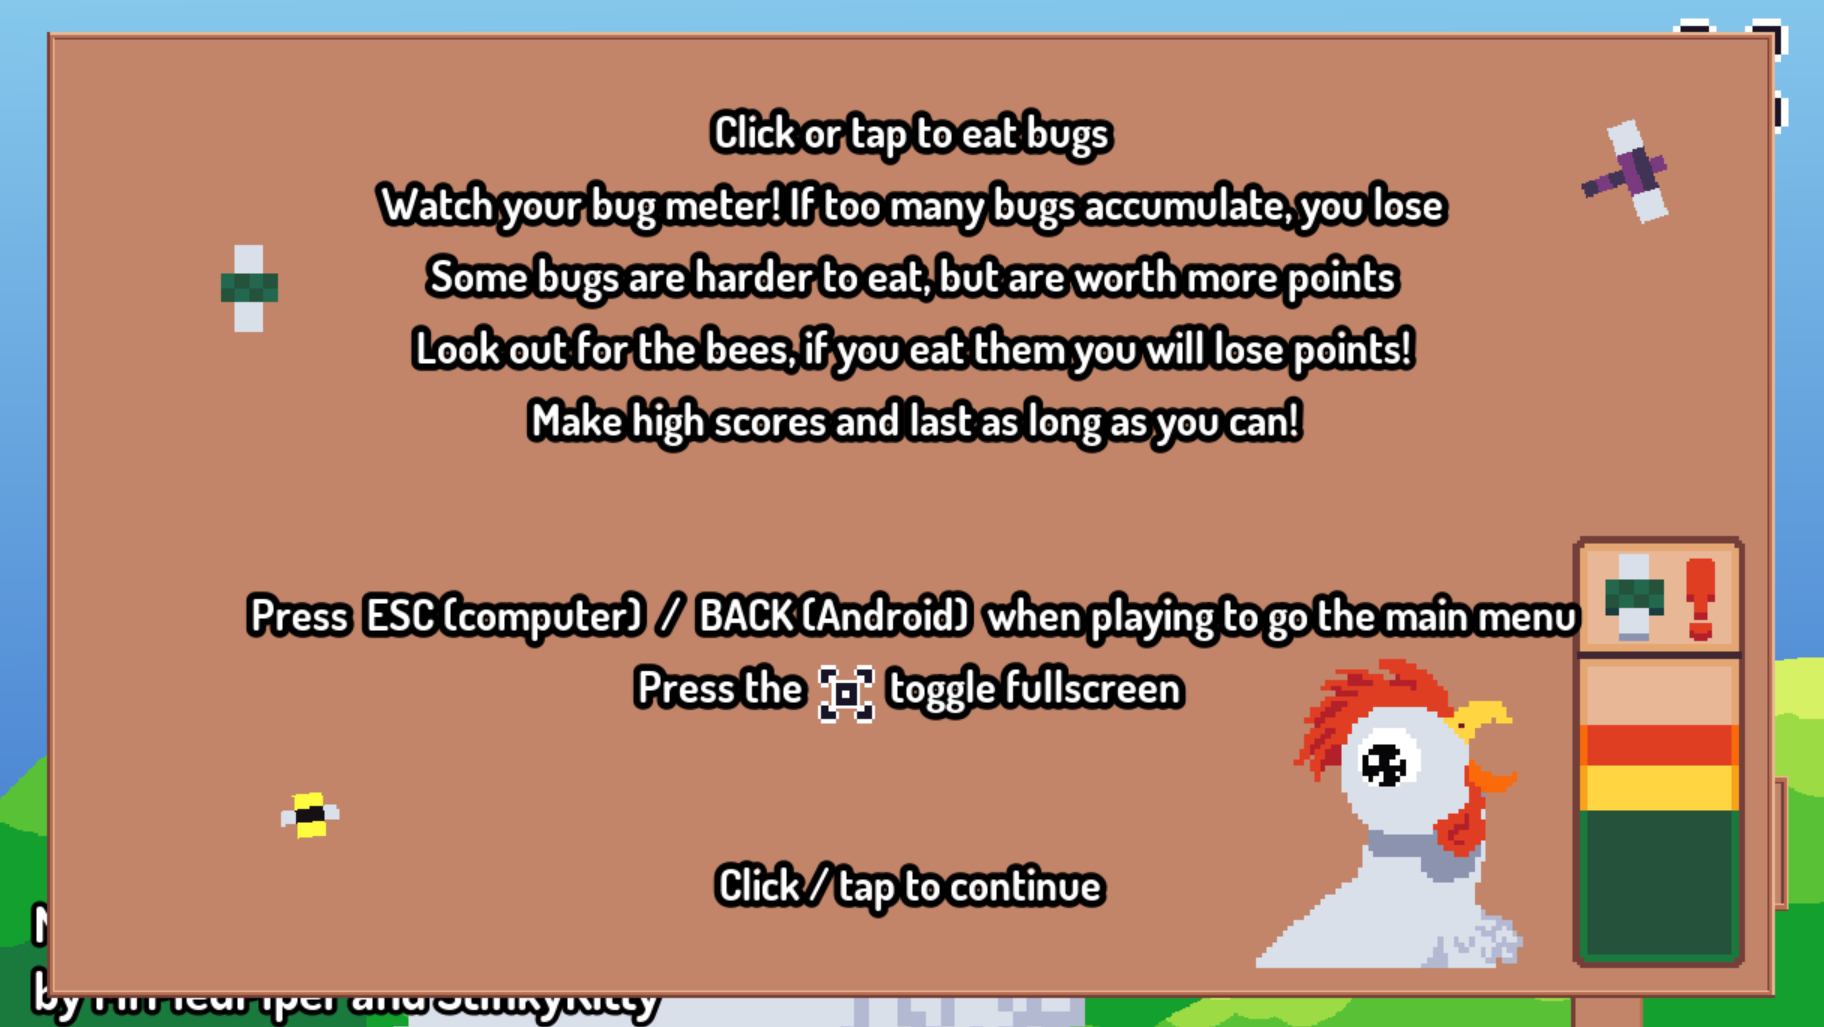 Click or tap to eat bugs
Watch your bug meter! If too many bugs accumulate, you lose
Some bugs are harder to eat, but are worth more points
Look out for the bees, if you eat them you will lose points!
Make high scores and last as long as you can!
Press ESC (computer) / BACK (Android) when playing to go the main menu
Press the toggle fullscreen
Click / tap to continue
by and StinkyKitty